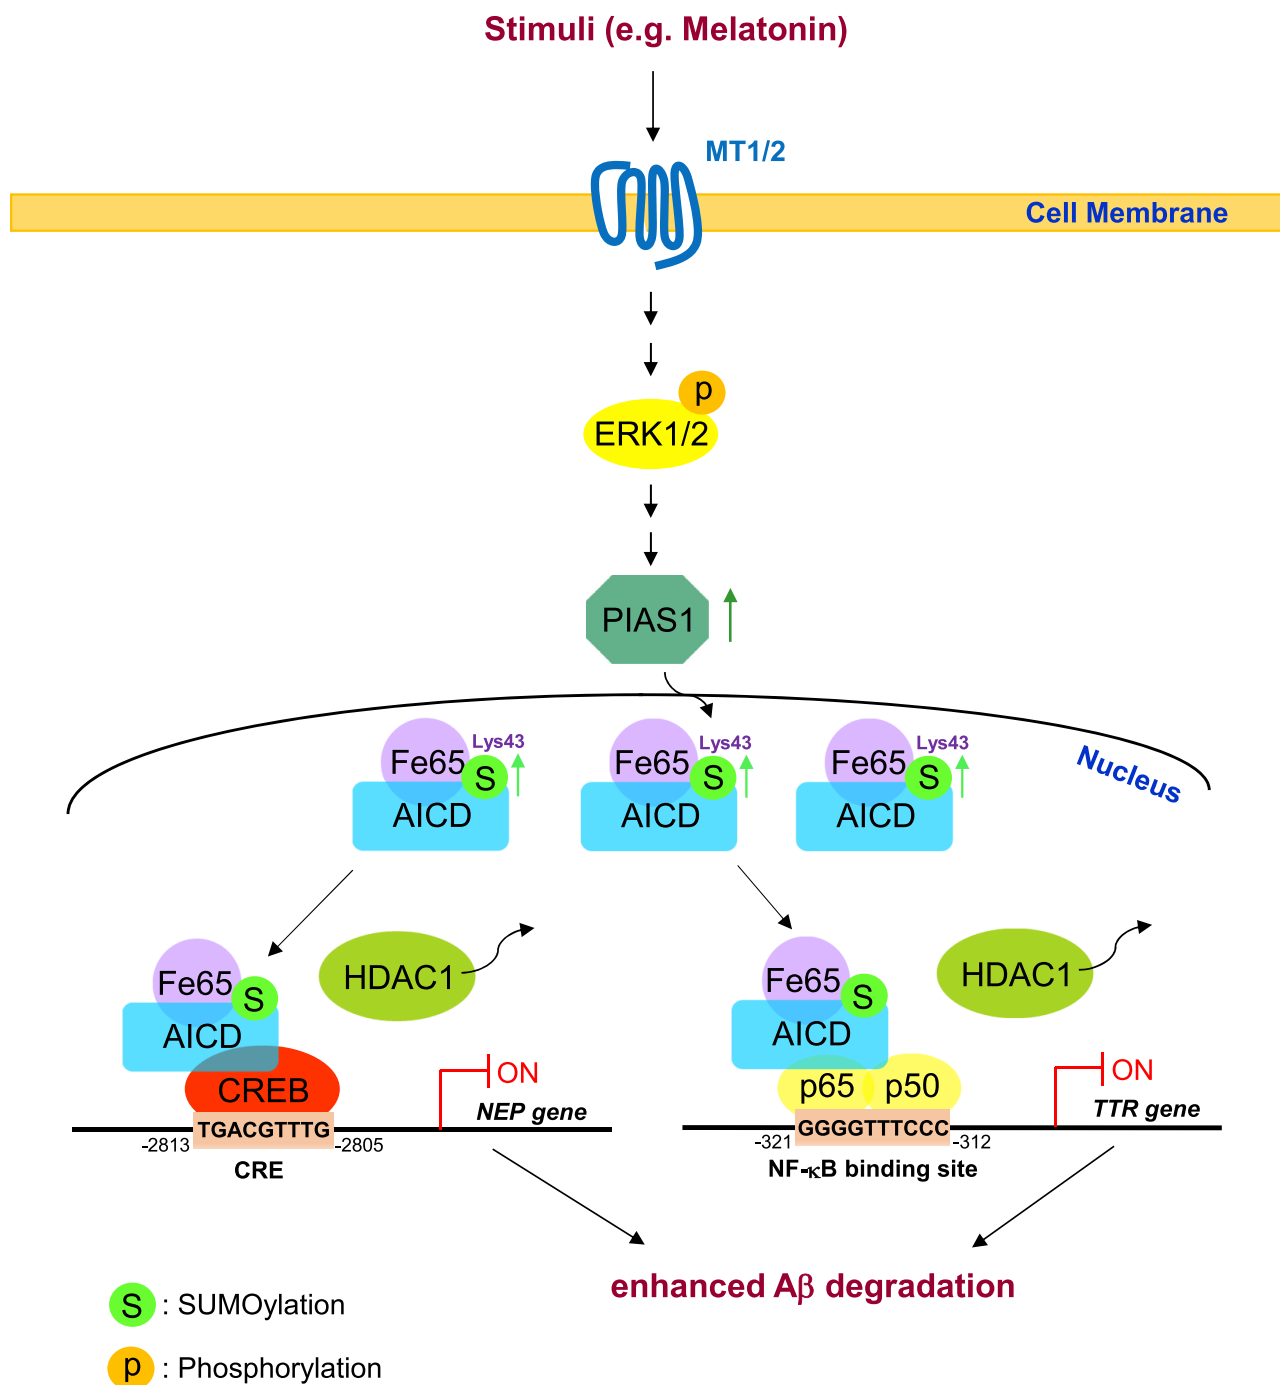 Stimuli (e.g. Melatonin)
MT1/2
Cell Membrane
p
ERK1/2
PIAS1
Fe65 Lys43
S
AICD
Fe65 Lys43
S
AICD
Fe65 Lys43
S
AICD
Nucleus
Fe65
S
AICD
HDAC1
CREB
ON
NEP gene
TGACGTTTG
-2813 -2805
CRE
Fe65
S
AICD
HDAC1
p65 p50
ON
TTR gene
GGGGTTTCCC
-321 -312
NF-κB binding site
enhanced Aβ degradation
S : SUMOylation
p : Phosphorylation